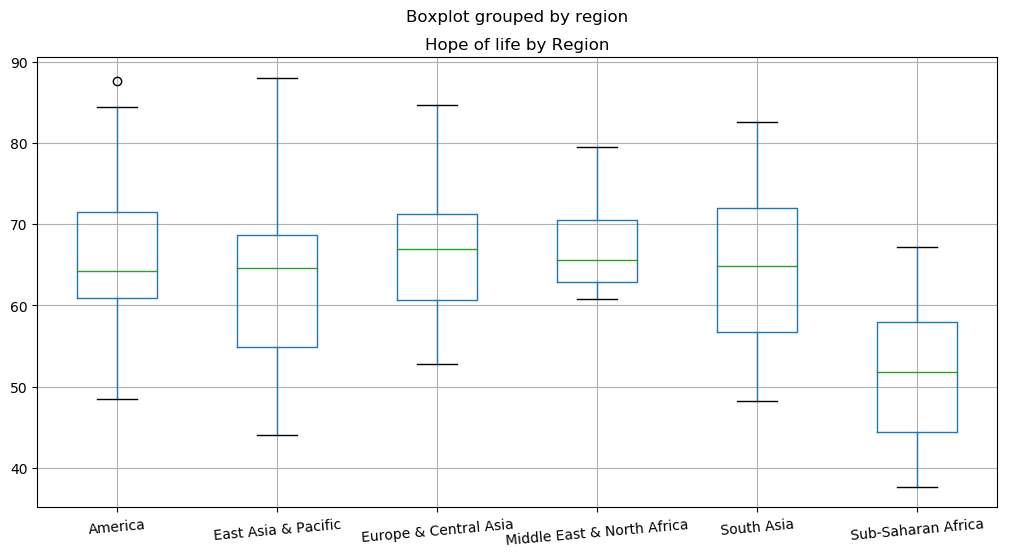 Boxplot grouped by region
Hope of life by Region
90
80
70
60
50
40
America
East Asia & Pacific
Europe & Central Asia
Middle East & North Africa
South Asia
Sub-Saharan Africa